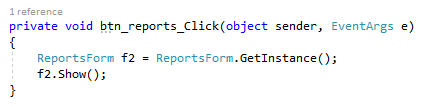 1 reference
private void btn_reports_Click(object sender, EventArgs e)
{
    ReportsForm f2 = ReportsForm.GetInstance();
    f2.Show();
}